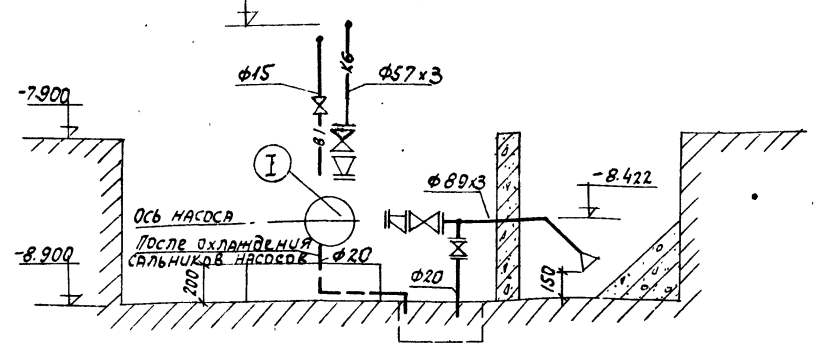 ф15
К6
ф57х3
-7.900
В1
I
ф89х3
-8.422
Ось насоса
После охлаждения
сальников насосов
ф20
-8.900
200
ф20
150